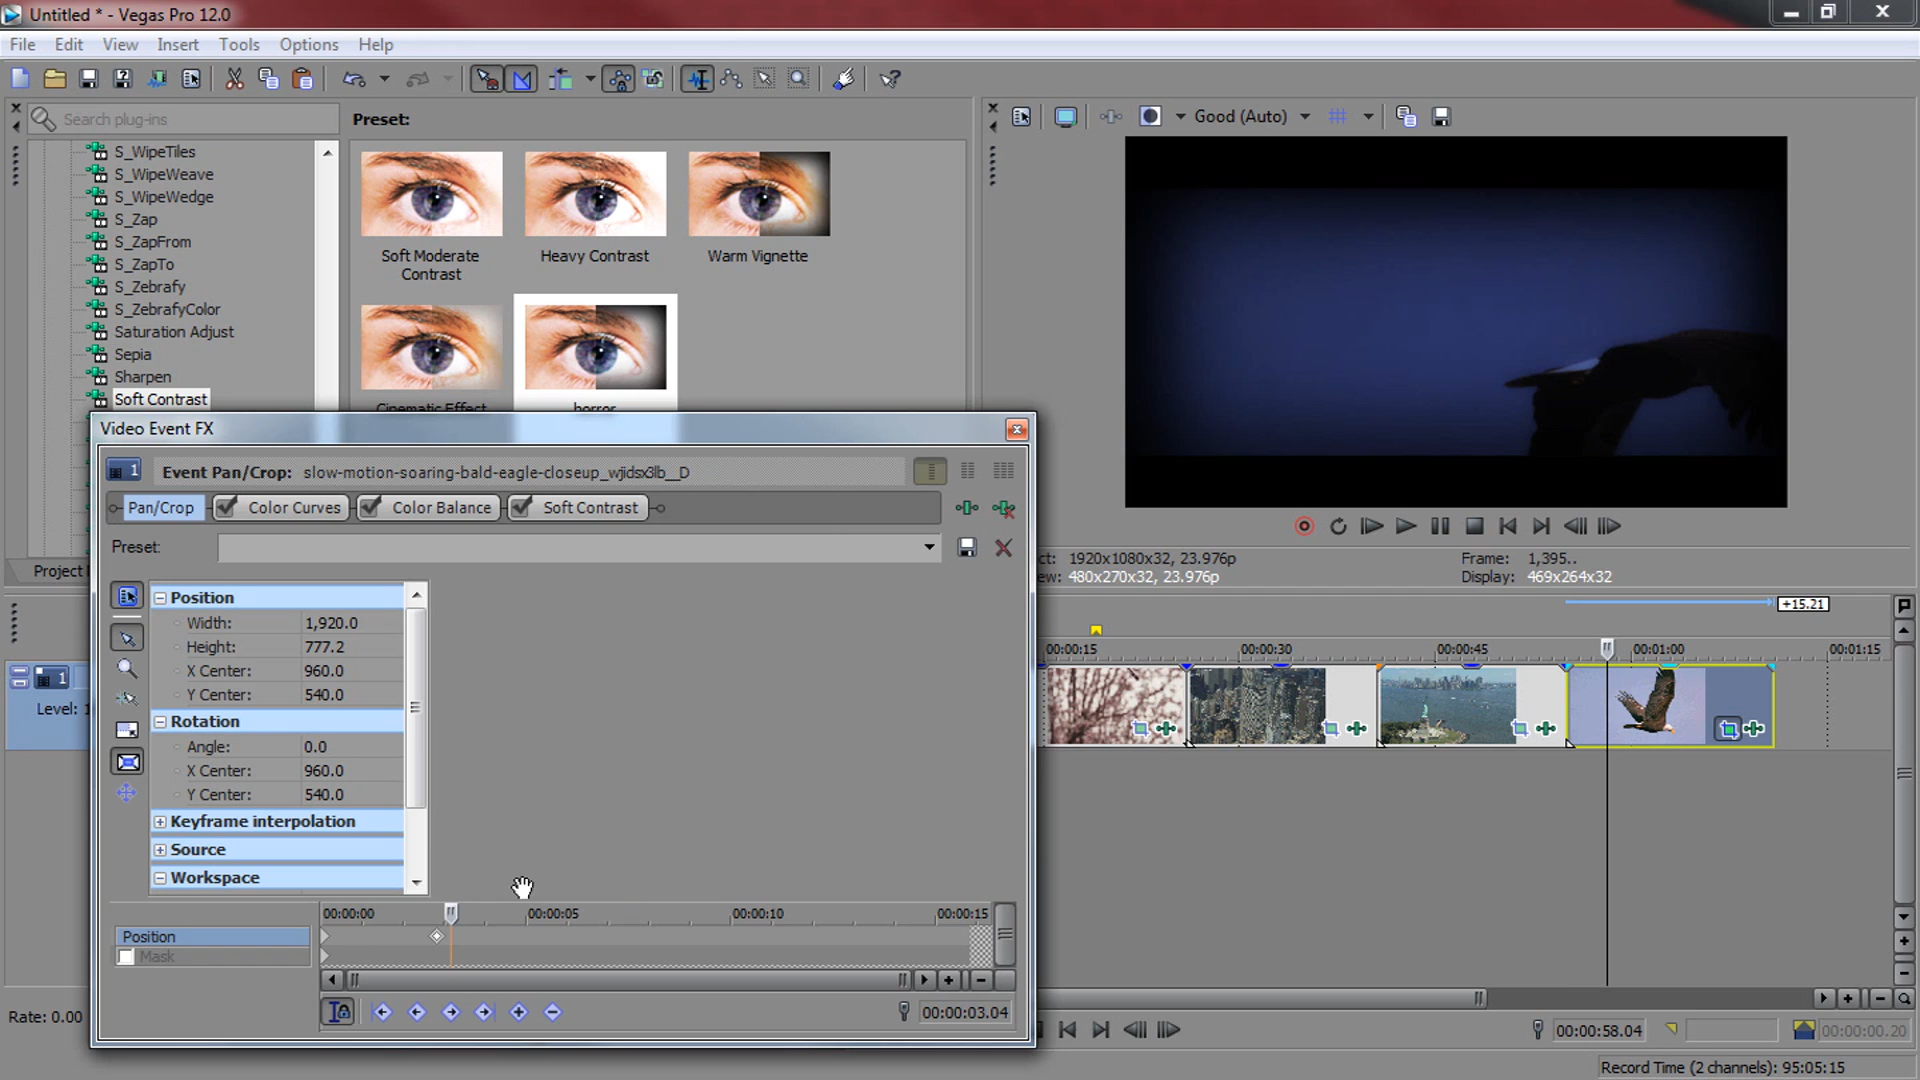 Untitled * - Vegas Pro 12.0
File Edit View Insert Tools Options Help
Search plug-ins
Preset:
Good (Auto)
S_WipeTiles
S_WipeWeave
S_WipeWedge
S_Zap
S_ZapFrom
S_ZapTo
S_Zebrafy
S_ZebrafyColor
Saturation Adjust
Sepia
Sharpen
Soft Contrast
Soft Moderate
Contrast
Heavy Contrast
Warm Vignette
Cinematic Effect
horror
Project
Video Event FX
1 Event Pan/Crop: slow-motion-soaring-bald-eagle-closeup_wjidsx3lb__D
Pan/Crop Color Curves Color Balance Soft Contrast
Preset:
Position
Width: 1,920.0
Height: 777.2
X Center: 960.0
Y Center: 540.0
Rotation
Angle: 0.0
X Center: 960.0
Y Center: 540.0
Keyframe interpolation
Source
Workspace
00:00:00 00:00:05 00:00:10 00:00:15
Position
Mask
00:00:03.04
ct: 1920x1080x32, 23.976p
ew: 480x270x32, 23.976p
Frame: 1,395..
Display: 469x264x32
+15.21
00:00:15 00:00:30 00:00:45 00:01:00 00:01:15
1
Level:
Rate: 0.00
00:00:58.04
00:00:00.20
Record Time (2 channels): 95:05:15